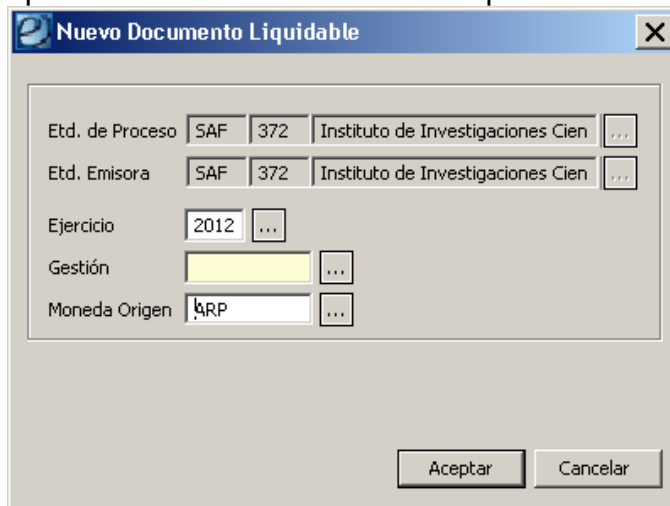 Nuevo Documento Liquidable
Etd. de Proceso SAF 372 Instituto de Investigaciones Cien ...
Etd. Emisora SAF 372 Instituto de Investigaciones Cien ...
Ejercicio 2012 ...
Gestión ...
Moneda Origen ARP ...
Aceptar Cancelar